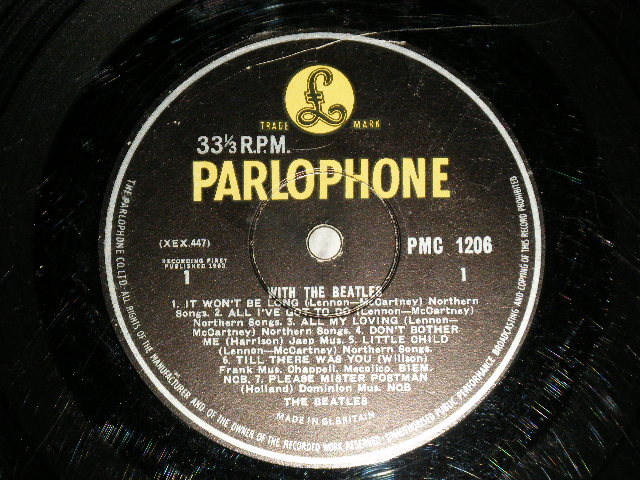 £
TRADE MARK
33⅓ R.P.M.
PARLOPHONE
(XEX.447)
PMC 1206
RECORDING FIRST
PUBLISHED 1963
1
1
WITH THE BEATLES
1. IT WON'T BE LONG (Lennon—McCartney) Northern
Songs. 2. ALL I'VE GOT TO DO (Lennon—McCartney)
Northern Songs. 3. ALL MY LOVING (Lennon—
McCartney) Northern Songs. 4. DON'T BOTHER
ME (Harrison) Jaep Mus. 5. LITTLE CHILD
(Lennon—McCartney) Northern Songs.
6. TILL THERE WAS YOU (Willson)
Frank Mus. Chappell. Mecolico. BIEM.
NCB. 7. PLEASE MISTER POSTMAN
(Holland) Dominion Mus. NCB
THE BEATLES
MADE IN GT. BRITAIN
THE PARLOPHONE CO. LTD. ALL RIGHTS OF THE MANUFACTURER AND OF THE OWNER OF THE RECORDED WORK RESERVED. UNAUTHORISED PUBLIC PERFORMANCE BROADCASTING AND COPYING OF THIS RECORD PROHIBITED